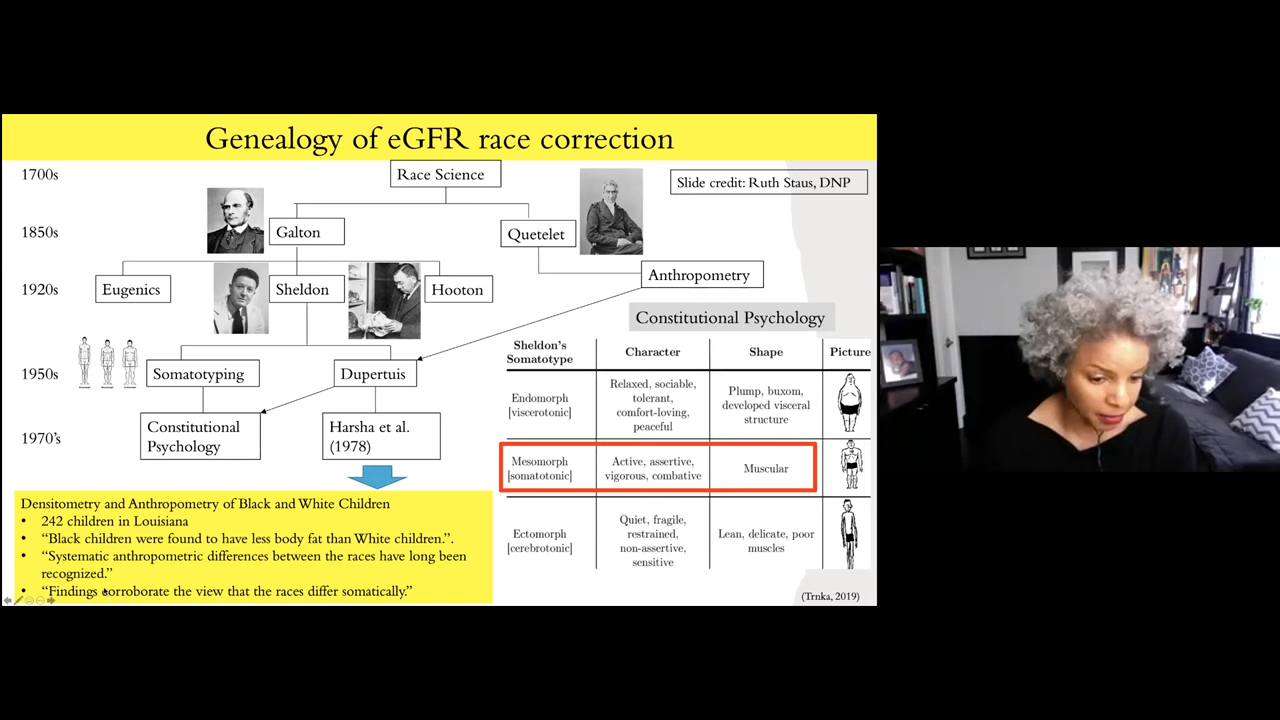 Genealogy of eGFR race correction
1700s
Race Science
Slide credit: Ruth Staus, DNP
1850s
Galton
Quetelet
Anthropometry
1920s
Eugenics
Sheldon
Hooton
Constitutional Psychology
1950s
Somatotyping
Dupertuis
1970's
Constitutional
Psychology
Harsha et al.
(1978)
Sheldon's
Somatotype
Character
Shape
Picture
Endomorph
[viscerotonic]
Relaxed, sociable,
tolerant,
comfort-loving,
peaceful
Plump, buxom,
developed visceral
structure
Mesomorph
[somatotonic]
Active, assertive,
vigorous, combative
Muscular
Ectomorph
[cerebrotonic]
Quiet, fragile,
restrained,
non-assertive,
sensitive
Lean, delicate, poor
muscles
Densitometry and Anthropometry of Black and White Children
• 242 children in Louisiana
• “Black children were found to have less body fat than White children.”.
• “Systematic anthropometric differences between the races have long been
recognized.”
• “Findings corroborate the view that the races differ somatically.”
(Trnka, 2019)